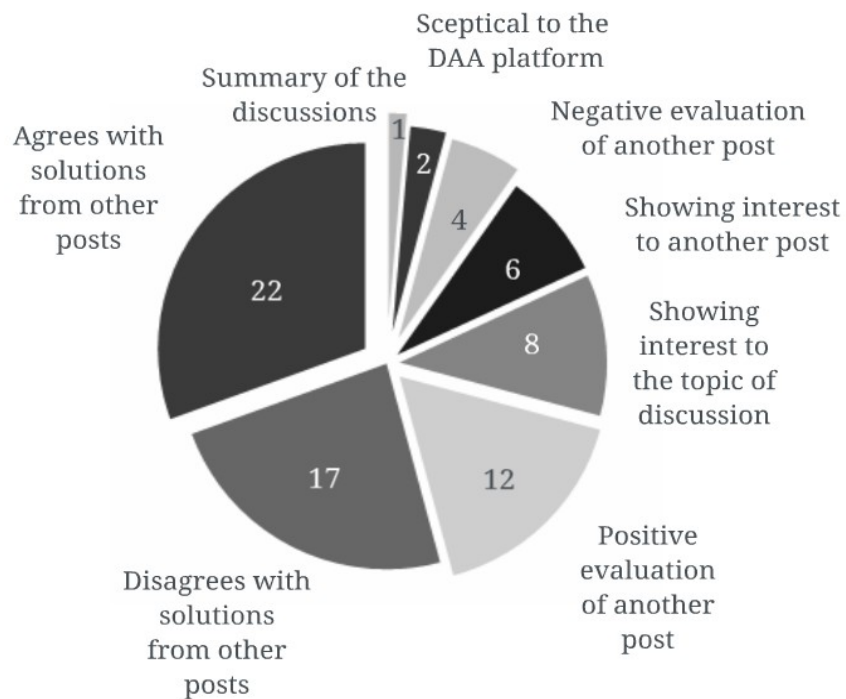 Sceptical to the
DAA platform
Summary of the
discussions
Negative evaluation
of another post
Agrees with
solutions
from other
posts
1
2
4
Showing interest
to another post
6
22
8
Showing
interest to
the topic of
discussion
17
12
Positive
evaluation
of another
post
Disagrees with
solutions
from other
posts